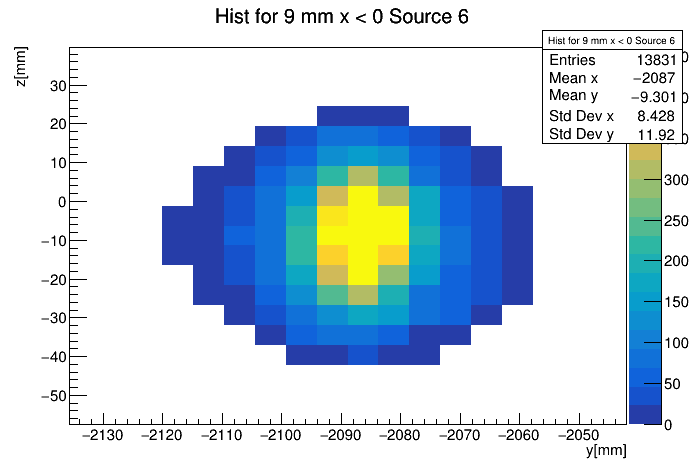 Hist for 9 mm x < 0 Source 6
z[mm]
Hist for 9 mm x < 0 Source 6
Entries 13831
Mean x −2087
Mean y −9.301
Std Dev x 8.428
Std Dev y 11.92
30
20
10
0
−10
−20
−30
−40
−50
300
250
200
150
100
50
0
−2130 −2120 −2110 −2100 −2090 −2080 −2070 −2060 −2050
y[mm]